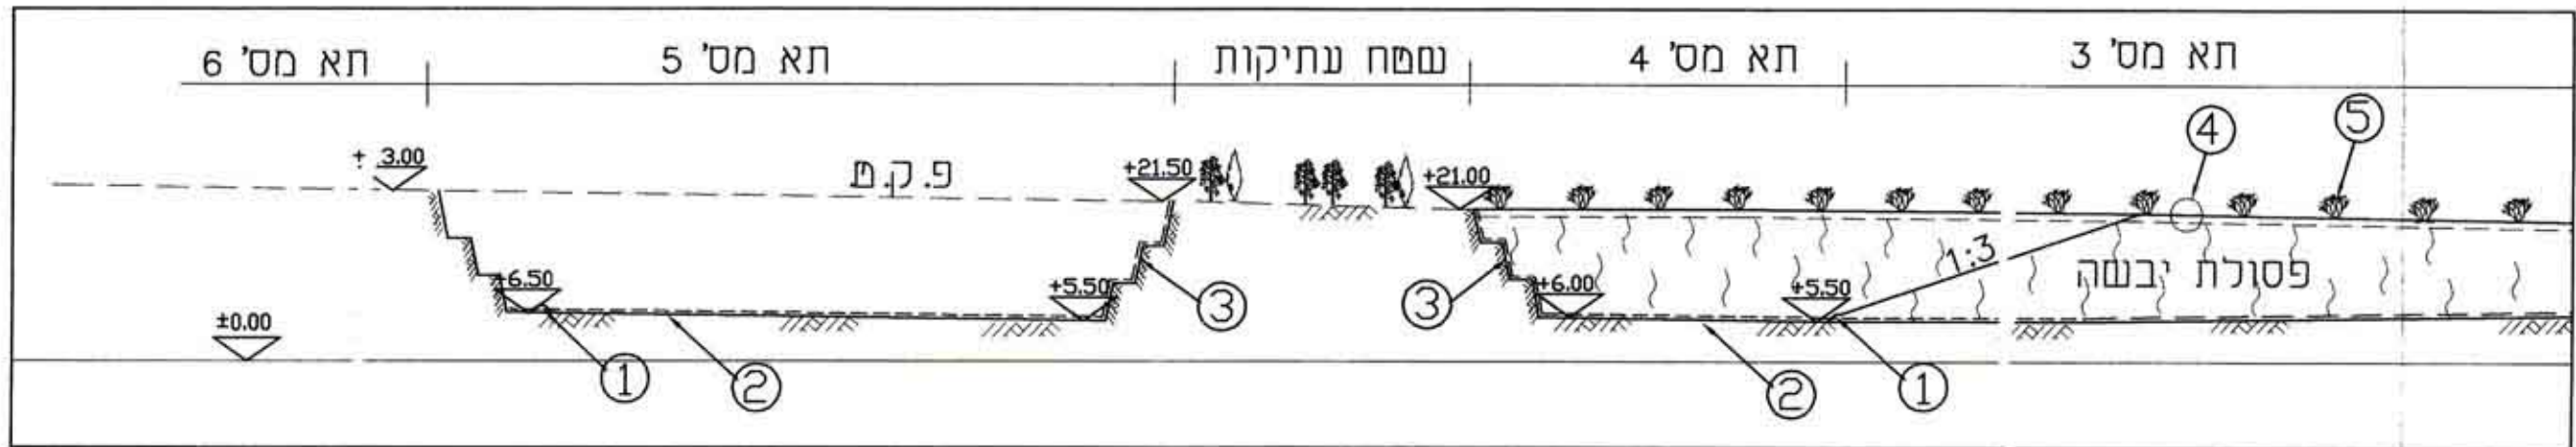 תא מס' 3 תא מס' 4 שטח עתיקות תא מס' 5 תא מס' 6
4 5
3.00 פ.ק.מ +21.50 +21.00
1:3 פסולת יבשה
+6.50 +5.50 3 3 +6.00 +5.50
±0.00
1 2 2 1